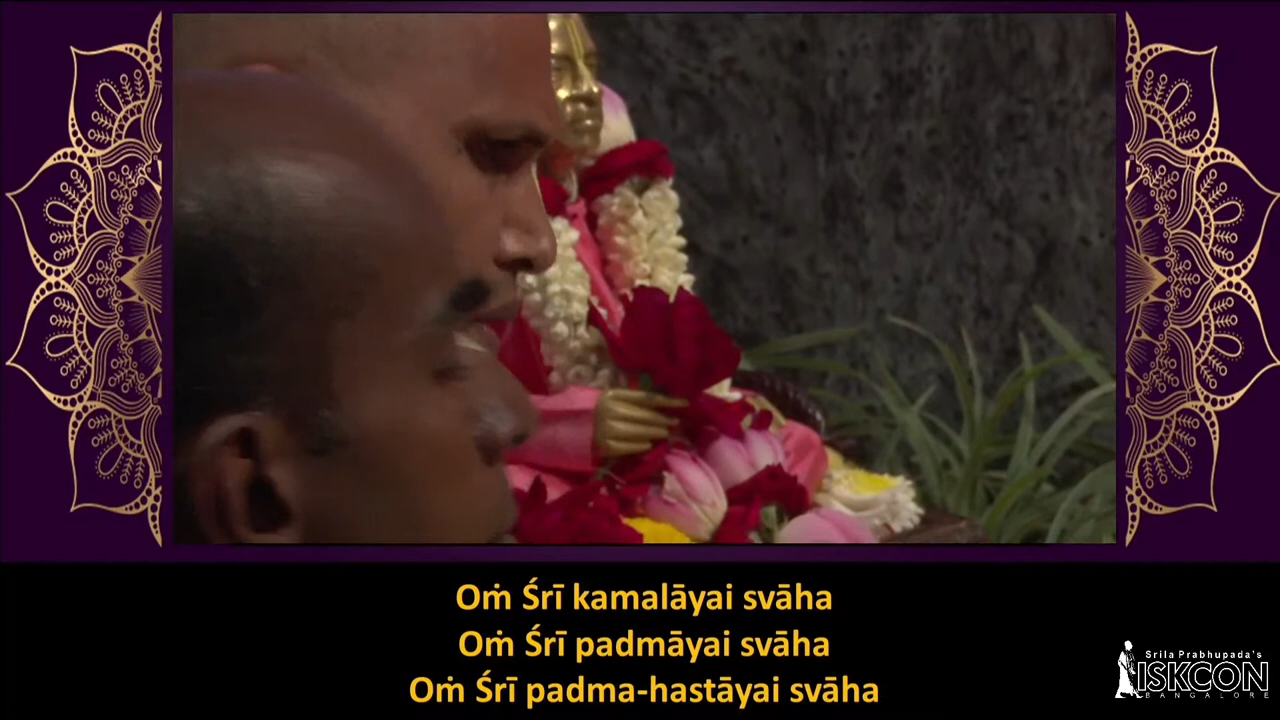 Oṁ Śrī kamalāyai svāha
Oṁ Śrī padmāyai svāha
Oṁ Śrī padma-hastāyai svāha
Srila Prabhupada's
ISKCON
BANGALORE